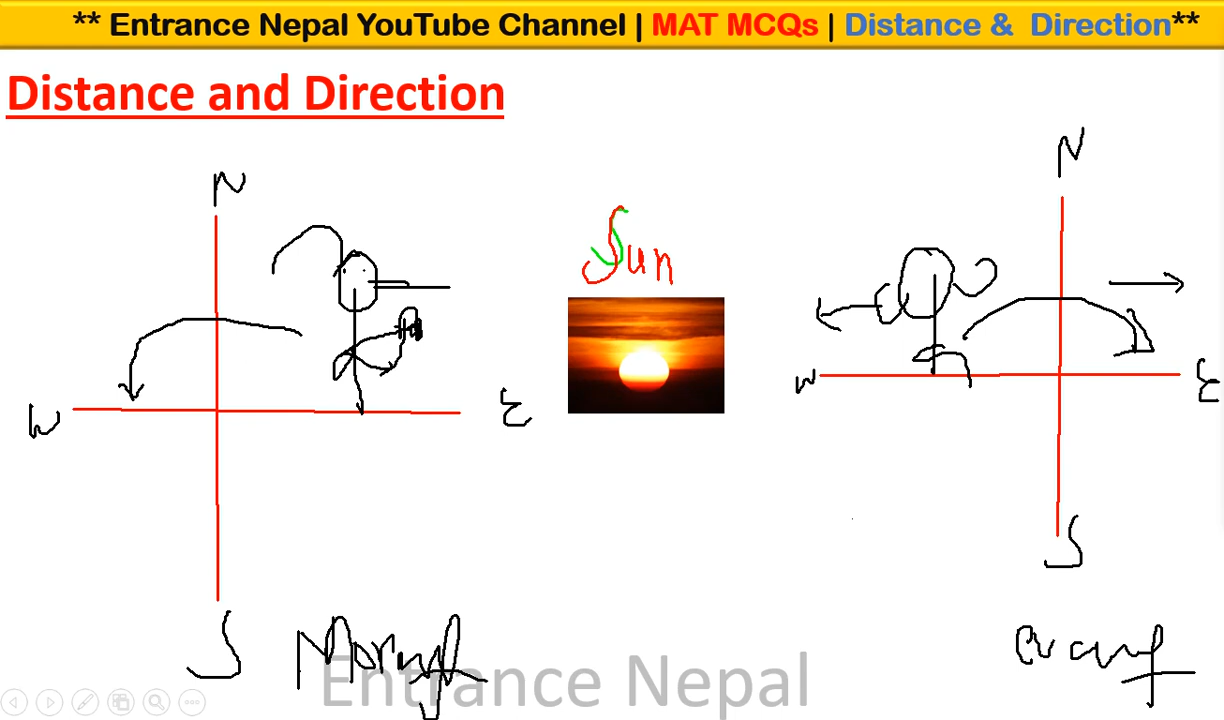 ** Entrance Nepal YouTube Channel | MAT MCQs | Distance & Direction**
Distance and Direction
N
N
Sun
W
E
W
E
S
S
Entrance Nepal